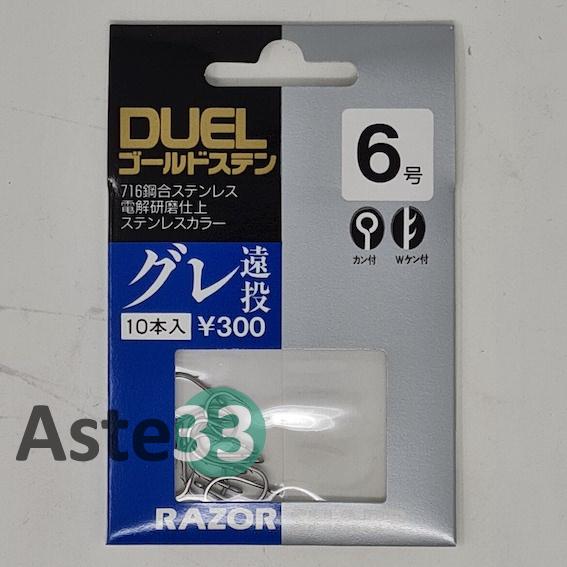 DUEL
ゴールドステン
716鋼合ステンレス
電解研磨仕上
ステンレスカラー
グレ遠投
10本入 ¥300
6号
カン付 Wケン付
Aste33
RAZOR